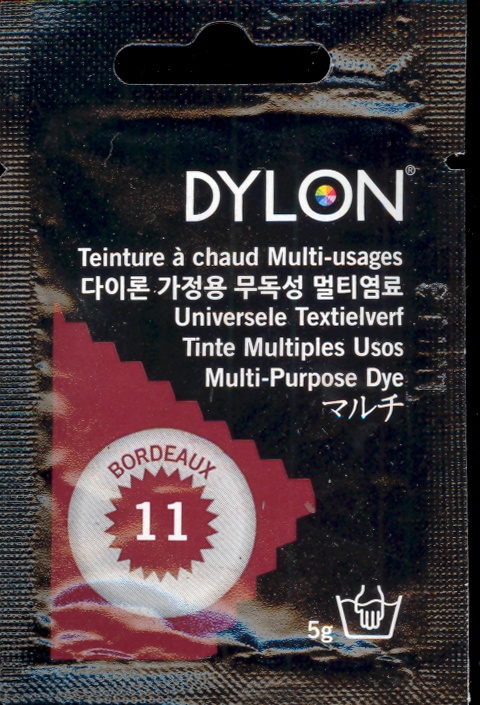 DYLON®
Teinture à chaud Multi-usages
다이론 가정용 무독성 멀티염료
Universele Textielverf
Tinte Multiples Usos
Multi-Purpose Dye
マルチ
BORDEAUX
11
5g